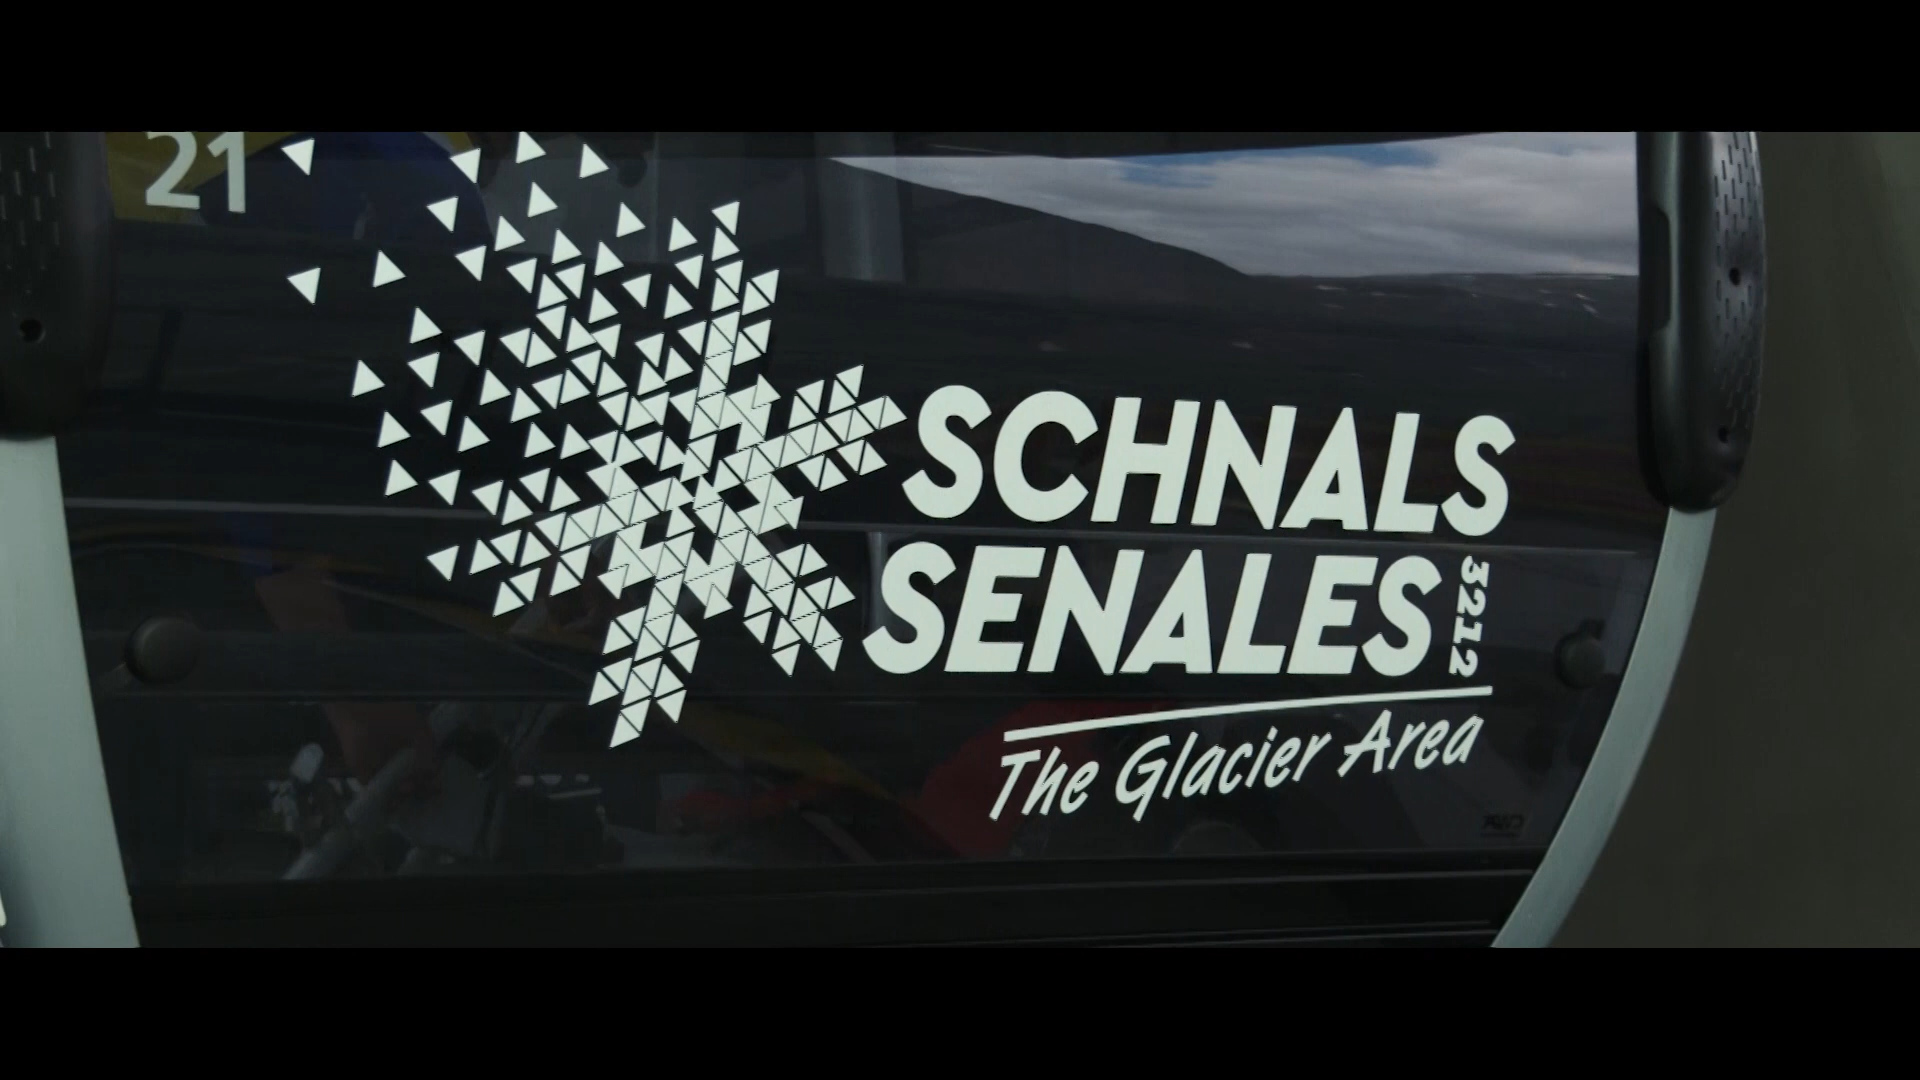 21
SCHNALS
SENALES
3212
The Glacier Area